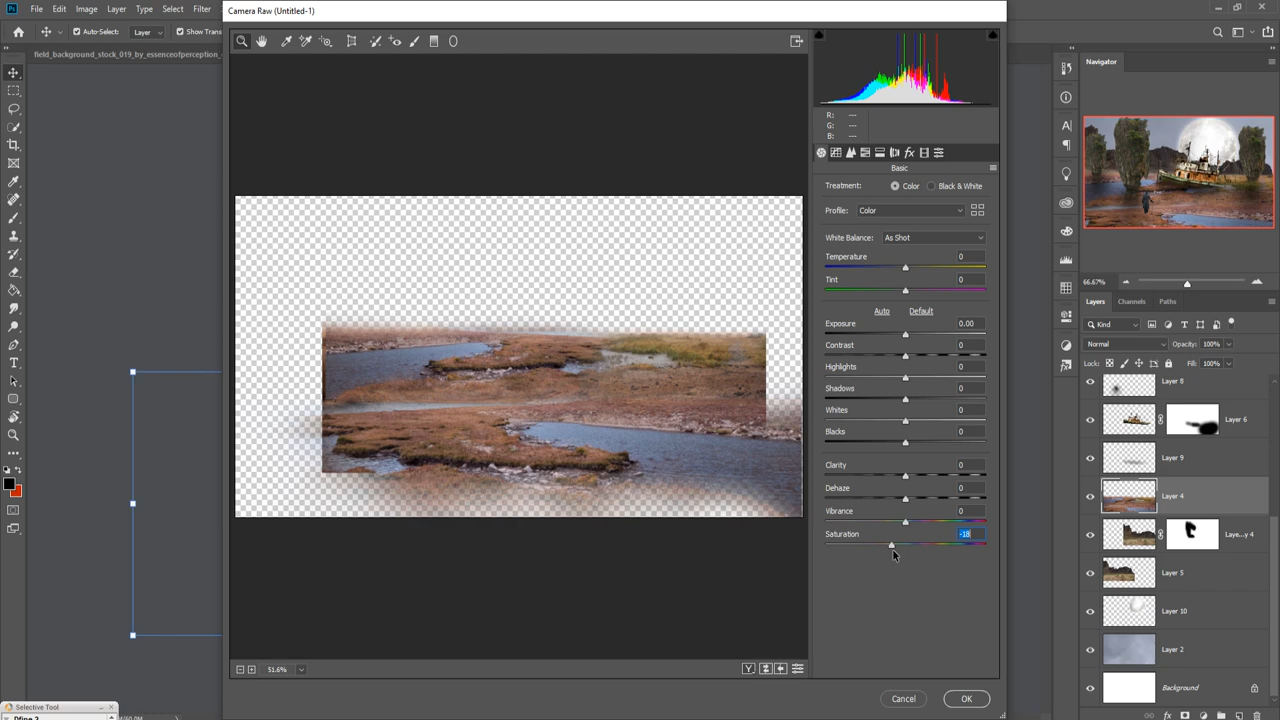 Camera Raw (Untitled-1)
Ps File Edit Image Layer Type Select
Auto-Select: Layer Show Trans
field_background_stock_019_by_essenceofperception_
R: ---
G: ---
B: ---
Basic
Treatment: Color Black & White
Profile: Color
White Balance: As Shot
Temperature 0
Tint 0
Auto Default
Exposure 0.00
Contrast 0
Highlights 0
Shadows 0
Whites 0
Blacks 0
Clarity 0
Dehaze 0
Vibrance 0
Saturation -18
51.6%
Y
Cancel OK
Navigator
66.67%
Layers Channels Paths
Kind
Normal Opacity: 100%
Lock: Fill: 100%
Layer 8
Layer 6
Layer 9
Layer 4
Laye...y 4
Layer 5
Layer 10
Layer 2
Background
fx
Selective Tool